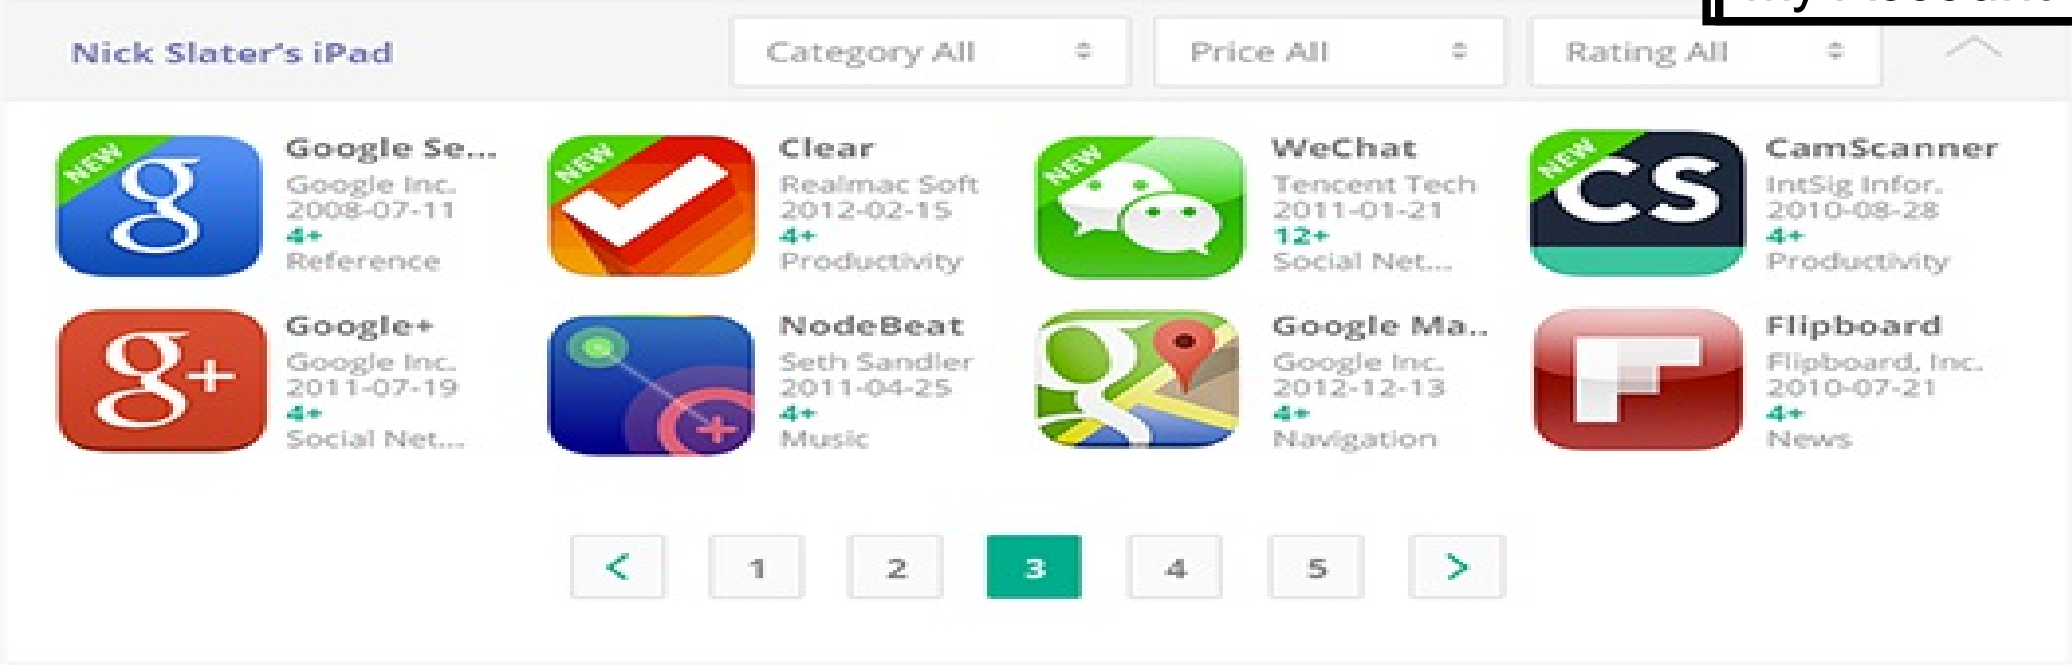 Nick Slater's iPad
Category All
Price All
Rating All
NEW
Google Se...
Google Inc.
2008-07-11
4+
Reference
NEW
Clear
Realmac Soft
2012-02-15
4+
Productivity
NEW
WeChat
Tencent Tech
2011-01-21
12+
Social Net...
NEW
CS
CamScanner
IntSig Infor.
2010-08-28
4+
Productivity
g+
Google+
Google Inc.
2011-07-19
4+
Social Net...
NodeBeat
Seth Sandler
2011-04-25
4+
Music
g
Google Ma..
Google Inc.
2012-12-13
4+
Navigation
Flipboard
Flipboard, Inc.
2010-07-21
4+
News
< 1 2 3 4 5 >